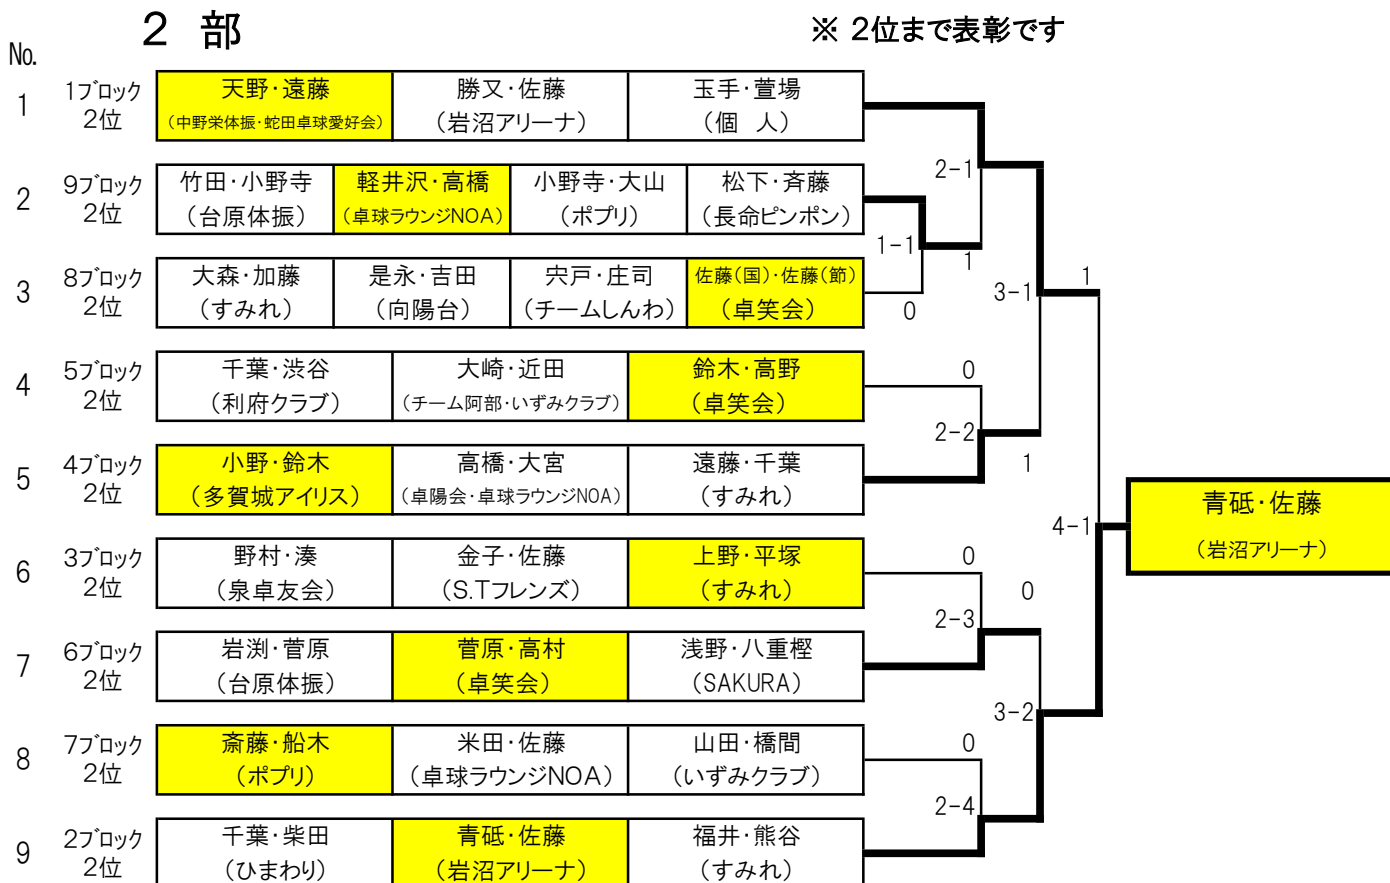 ２ 部
※ 2位まで表彰です
No.
1
1ブロック
2位
天野・遠藤
（中野栄体振・蛇田卓球愛好会）
勝又・佐藤
（岩沼アリーナ）
玉手・萱場
（個　人）
2
9ブロック
2位
竹田・小野寺
（台原体振）
軽井沢・高橋
（卓球ラウンジNOA）
小野寺・大山
（ポプリ）
松下・斉藤
（長命ピンポン）
3
8ブロック
2位
大森・加藤
（すみれ）
是永・吉田
（向陽台）
宍戸・庄司
（チームしんわ）
佐藤（国）・佐藤（節）
（卓笑会）
4
5ブロック
2位
千葉・渋谷
（利府クラブ）
大崎・近田
（チーム阿部・いずみクラブ）
鈴木・高野
（卓笑会）
5
4ブロック
2位
小野・鈴木
（多賀城アイリス）
高橋・大宮
（卓陽会・卓球ラウンジNOA）
遠藤・千葉
（すみれ）
6
3ブロック
2位
野村・湊
（泉卓友会）
金子・佐藤
（S.Tフレンズ）
上野・平塚
（すみれ）
7
6ブロック
2位
岩渕・菅原
（台原体振）
菅原・高村
（卓笑会）
浅野・八重樫
（SAKURA）
8
7ブロック
2位
斎藤・船木
（ポプリ）
米田・佐藤
（卓球ラウンジNOA）
山田・橋間
（いずみクラブ）
9
2ブロック
2位
千葉・柴田
（ひまわり）
青砥・佐藤
（岩沼アリーナ）
福井・熊谷
（すみれ）
2-1
1-1
1
0
3-1
1
0
2-2
1
4-1
0
0
2-3
3-2
0
2-4
青砥・佐藤
（岩沼アリーナ）